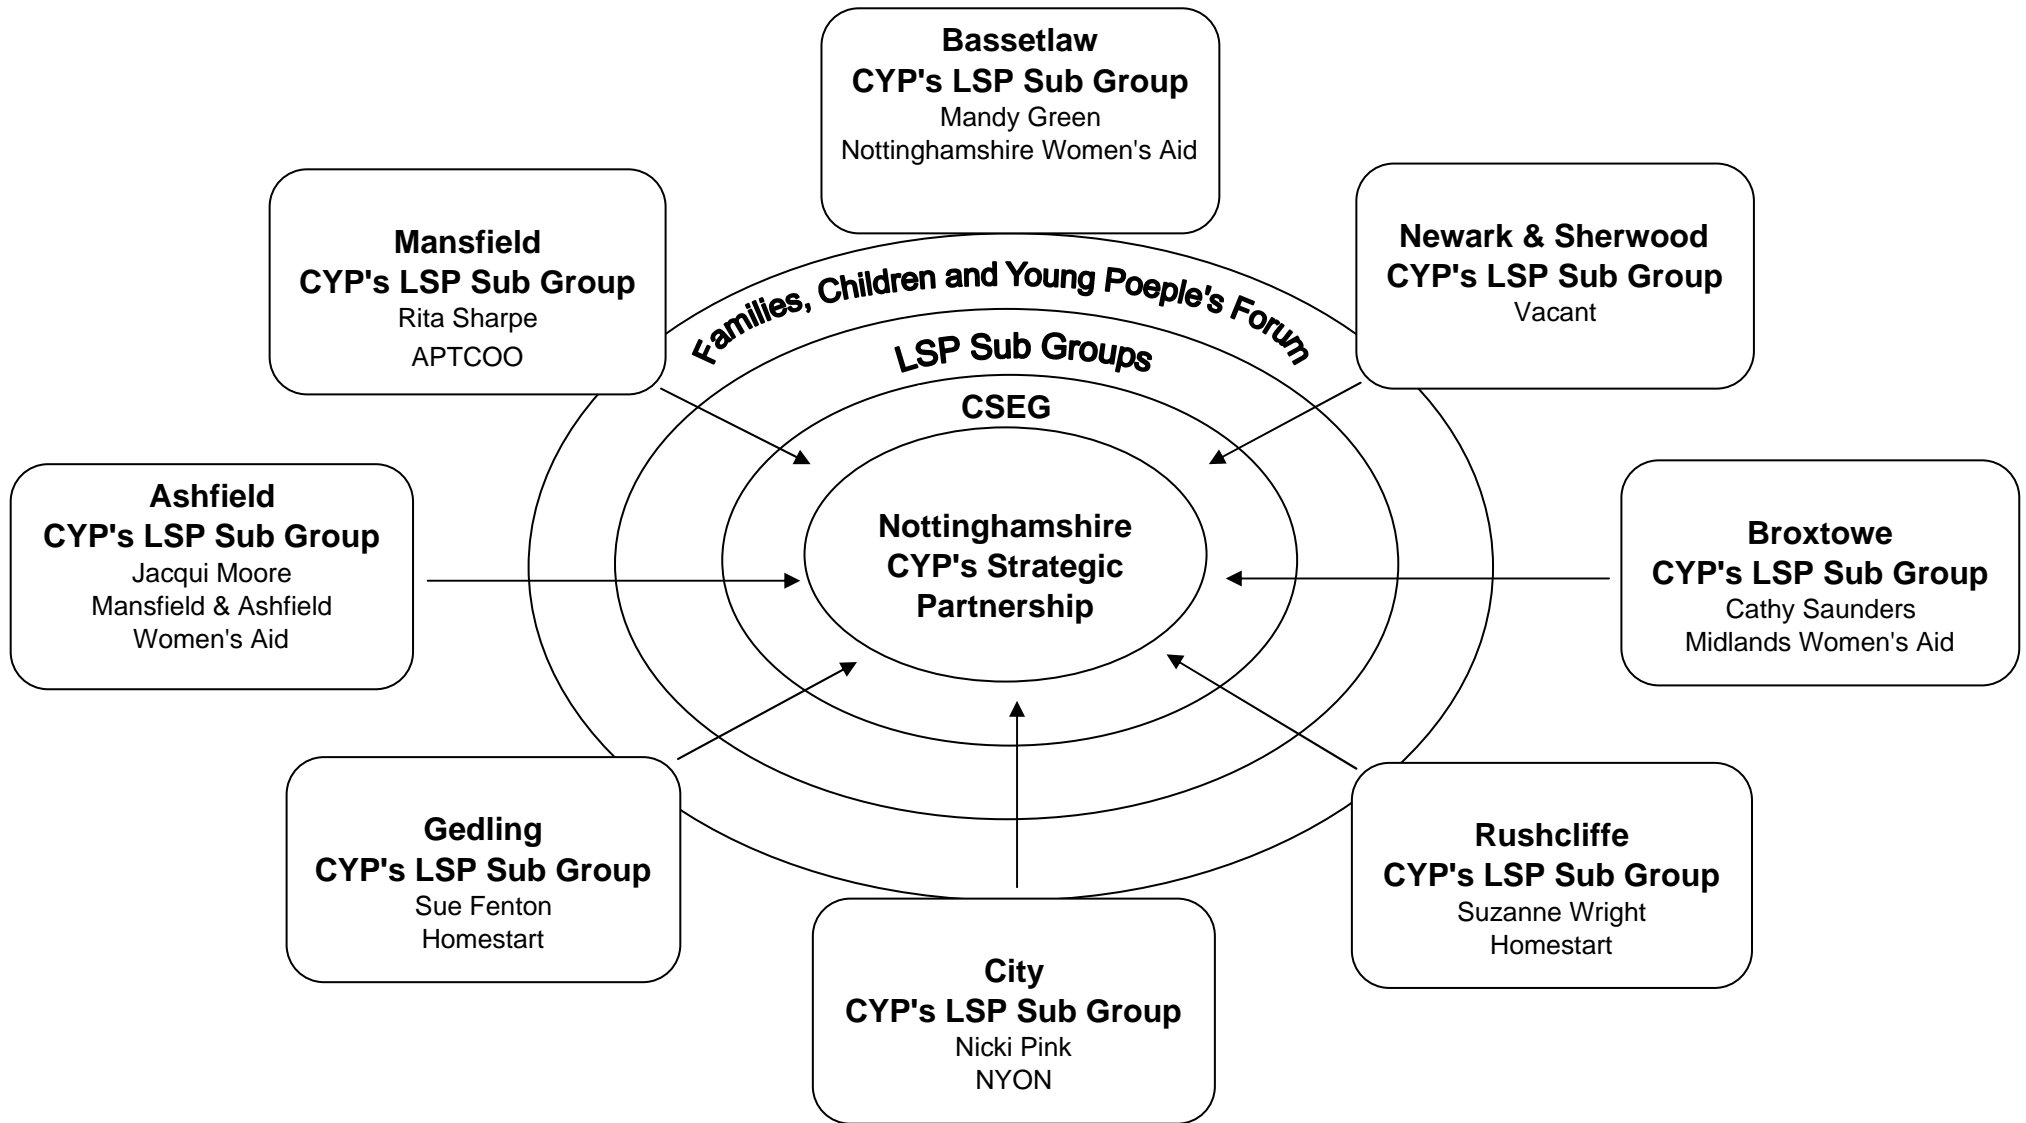 Bassetlaw
CYP's LSP Sub Group
Mandy Green
Nottinghamshire Women's Aid
Mansfield
CYP's LSP Sub Group
Rita Sharpe
APTCOO
Newark & Sherwood
CYP's LSP Sub Group
Vacant
Families, Children and Young Poeple's Forum
LSP Sub Groups
CSEG
Nottinghamshire
CYP's Strategic
Partnership
Ashfield
CYP's LSP Sub Group
Jacqui Moore
Mansfield & Ashfield
Women's Aid
Broxtowe
CYP's LSP Sub Group
Cathy Saunders
Midlands Women's Aid
Gedling
CYP's LSP Sub Group
Sue Fenton
Homestart
City
CYP's LSP Sub Group
Nicki Pink
NYON
Rushcliffe
CYP's LSP Sub Group
Suzanne Wright
Homestart